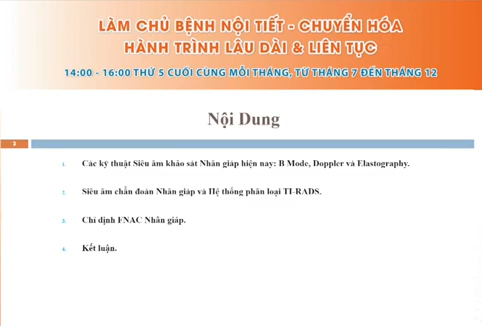 LÀM CHỦ BỆNH NỘI TIẾT - CHUYỂN HÓA
HÀNH TRÌNH LÂU DÀI & LIÊN TỤC
14:00 - 16:00 THỨ 5 CUỐI CÙNG MỖI THÁNG, TỪ THÁNG 7 ĐẾN THÁNG 12
Nội Dung
2
1. Các kỹ thuật Siêu âm khảo sát Nhân giáp hiện nay: B Mode, Doppler và Elastography.
2. Siêu âm chẩn đoán Nhân giáp và Hệ thống phân loại TI-RADS.
3. Chỉ định FNAC Nhân giáp.
4. Kết luận.